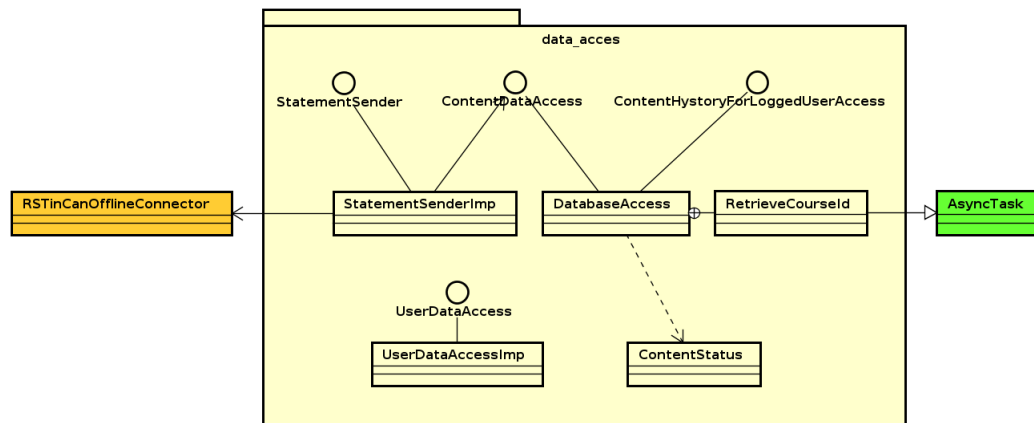 data_acces
StatementSender
ContentDataAccess
ContentHystoryForLoggedUserAccess
RSTinCanOfflineConnector
StatementSenderImp
DatabaseAccess
RetrieveCourseId
AsyncTask
UserDataAccess
UserDataAccessImp
ContentStatus